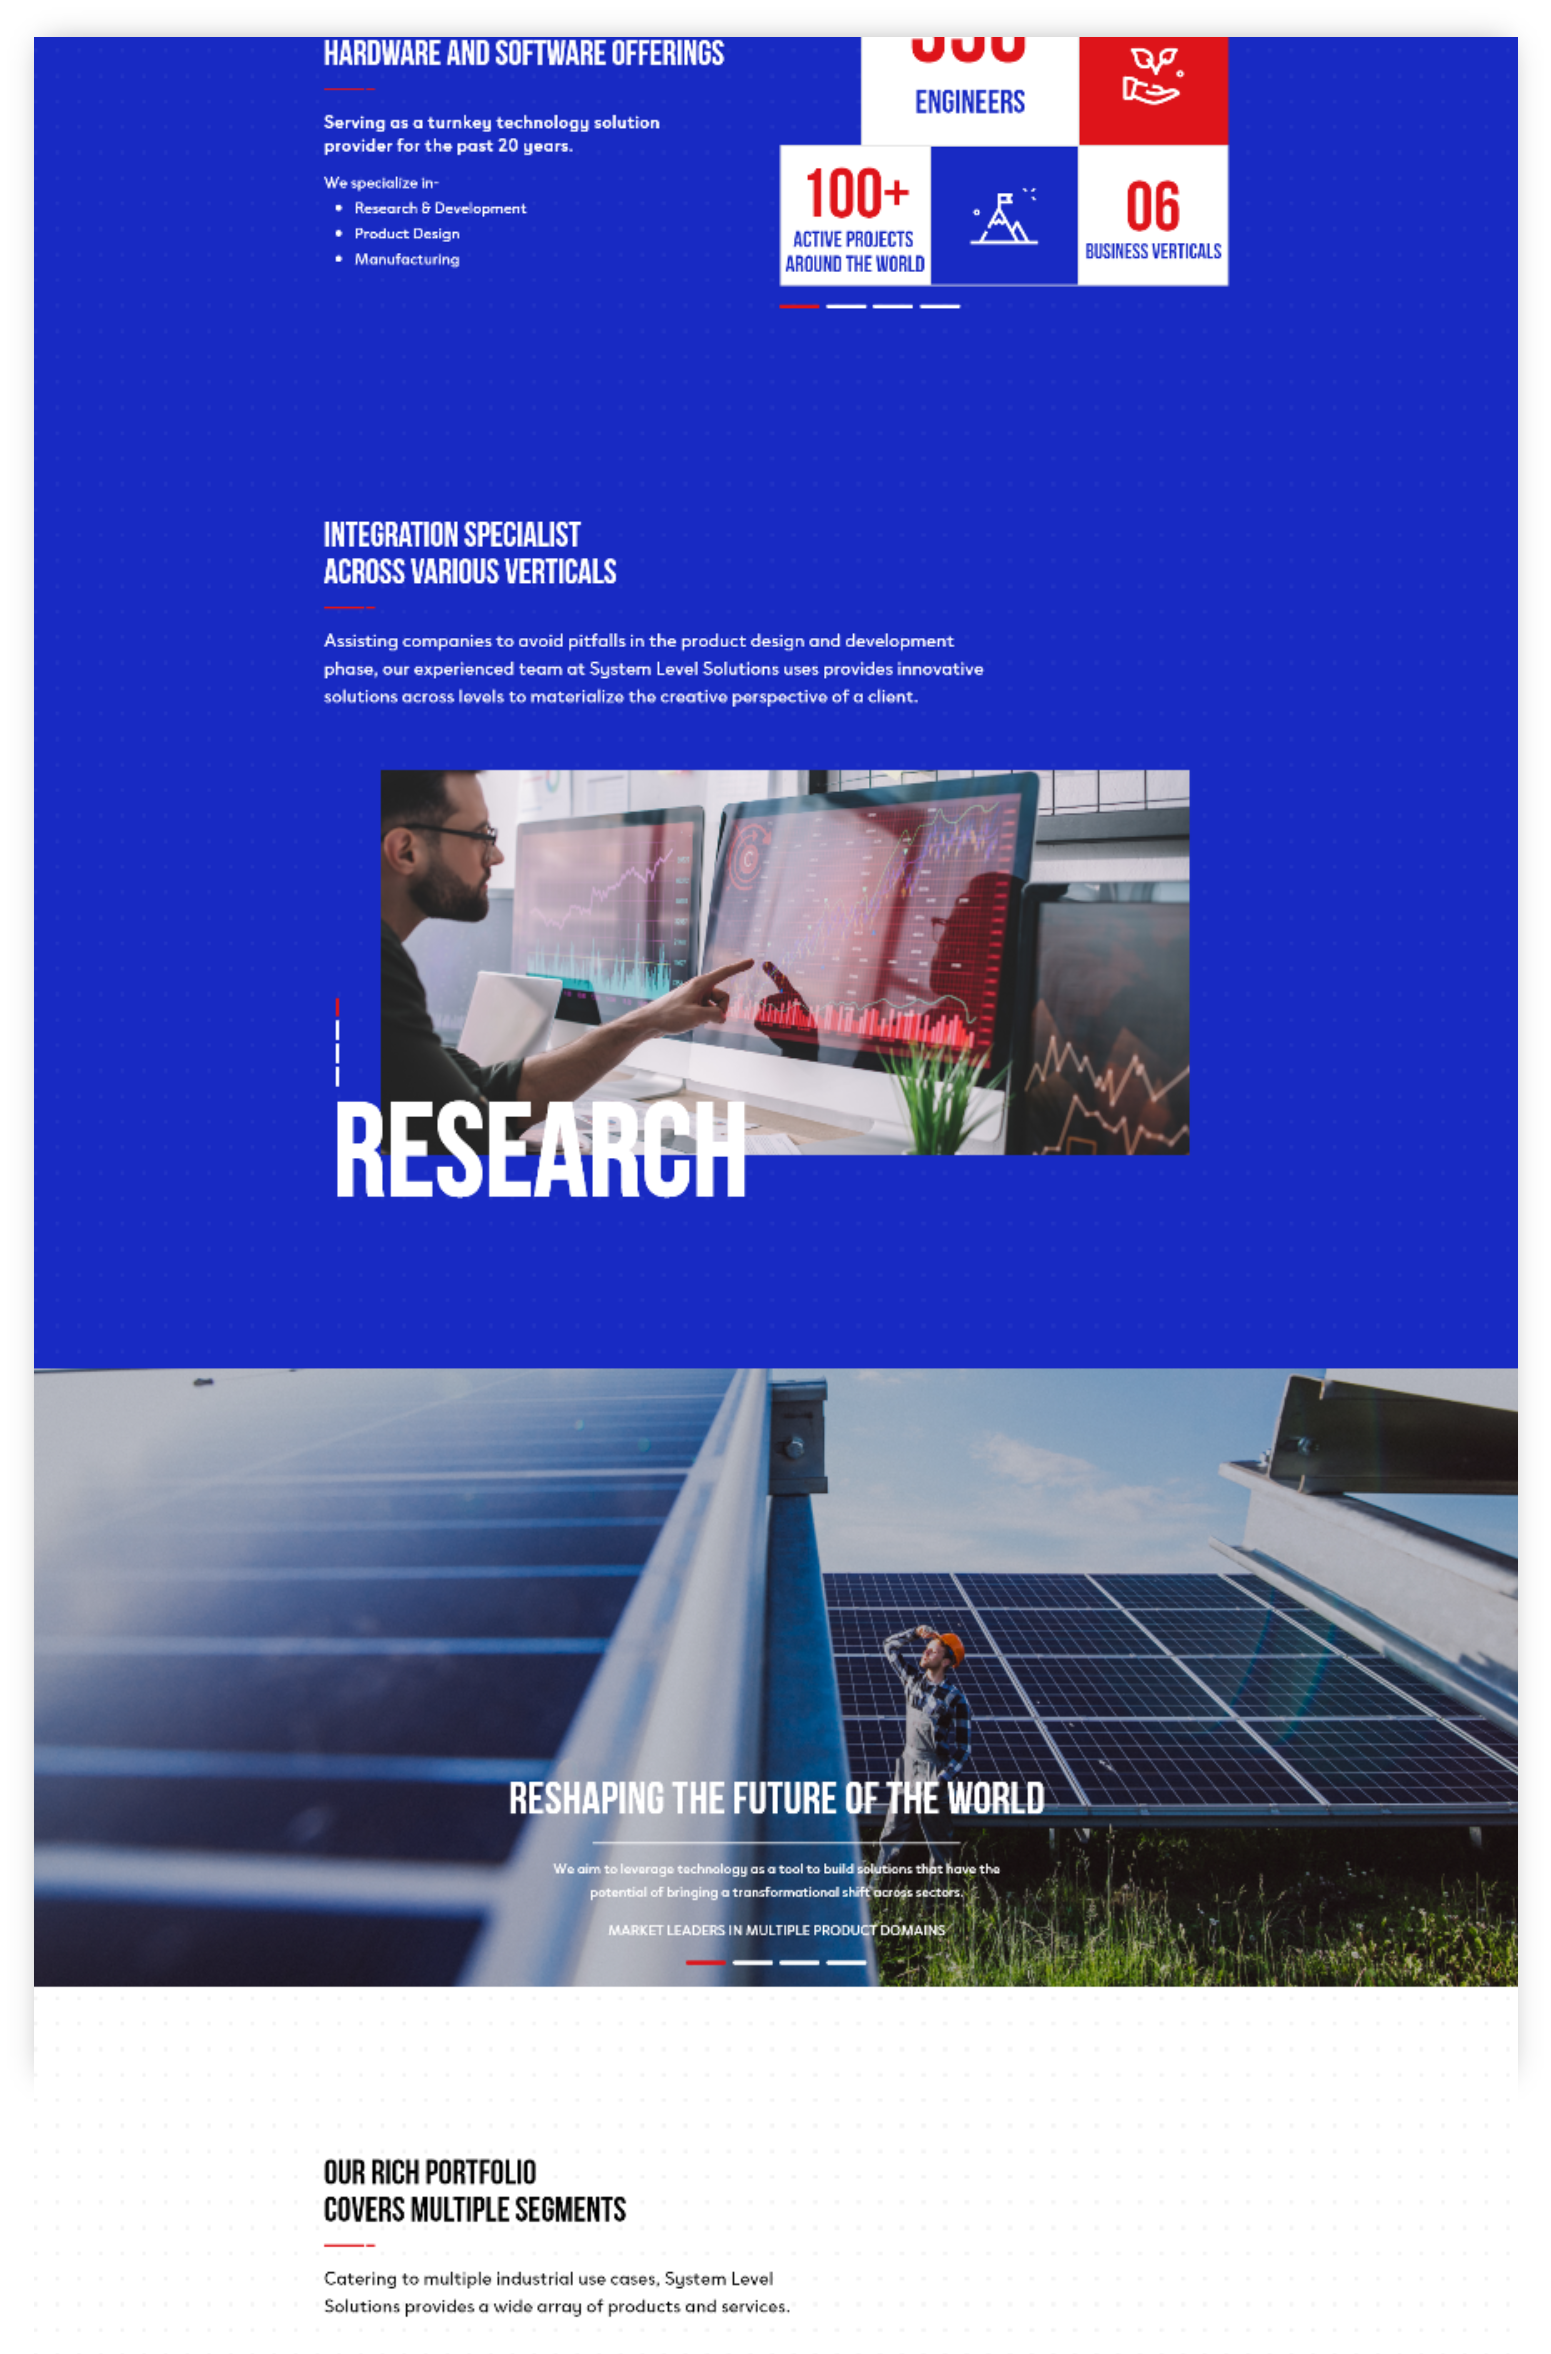 HARDWARE AND SOFTWARE OFFERINGS
Serving as a turnkey technology solution
provider for the past 20 years.
We specialize in-
• Research & Development
• Product Design
• Manufacturing
ENGINEERS
100+
ACTIVE PROJECTS
AROUND THE WORLD
06
BUSINESS VERTICALS
INTEGRATION SPECIALIST
ACROSS VARIOUS VERTICALS
Assisting companies to avoid pitfalls in the product design and development
phase, our experienced team at System Level Solutions uses provides innovative
solutions across levels to materialize the creative perspective of a client.
RESEARCH
RESHAPING THE FUTURE OF THE WORLD
We aim to leverage technology as a tool to build solutions that have the
potential of bringing a transformational shift across sectors.
MARKET LEADERS IN MULTIPLE PRODUCT DOMAINS
OUR RICH PORTFOLIO
COVERS MULTIPLE SEGMENTS
Catering to multiple industrial use cases, System Level
Solutions provides a wide array of products and services.